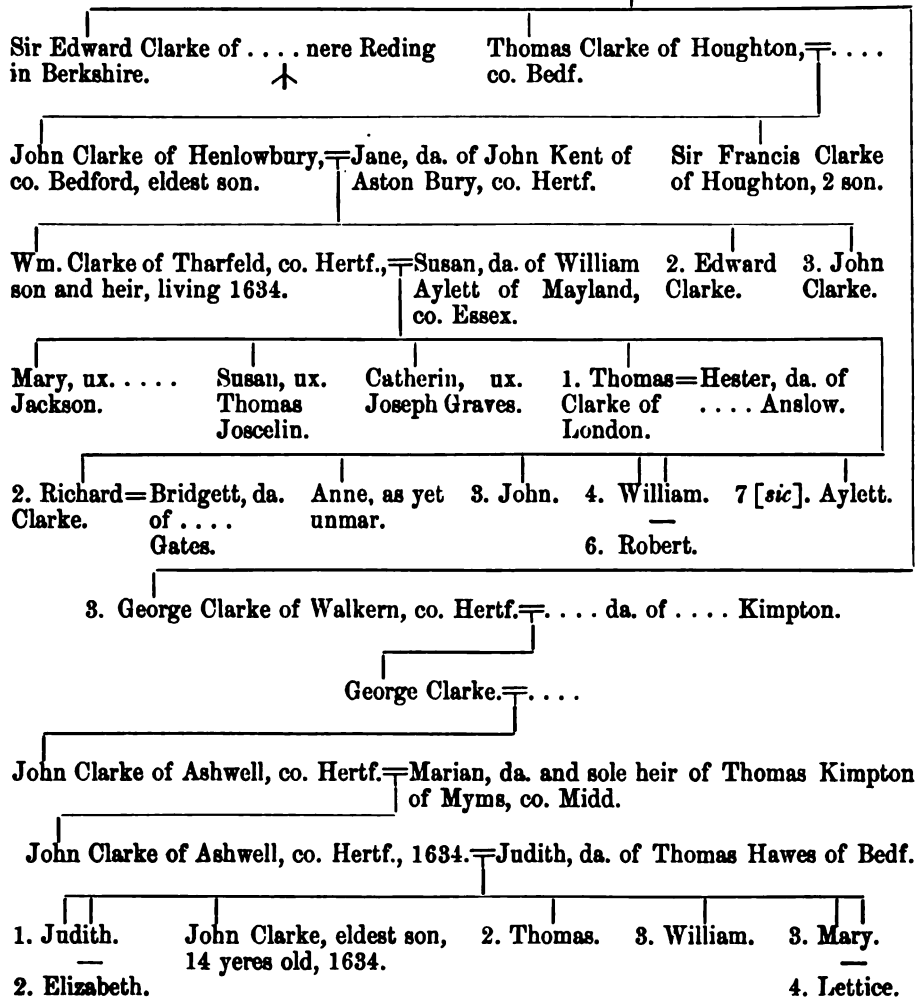 Sir Edward Clarke of . . . . nere Reding
in Berkshire.
Thomas Clarke of Houghton,=. . . .
co. Bedf.
John Clarke of Henlowbury,=Jane, da. of John Kent of
co. Bedford, eldest son.
Aston Bury, co. Hertf.
Sir Francis Clarke
of Houghton, 2 son.
Wm. Clarke of Tharfeld, co. Hertf.,=Susan, da. of William
son and heir, living 1634.
Aylett of Mayland,
co. Essex.
2. Edward
Clarke.
3. John
Clarke.
Mary, ux. . . . . .
Jackson.
Susan, ux.
Thomas
Joscelin.
Catherin, ux.
Joseph Graves.
1. Thomas=Hester, da. of
Clarke of
London.
. . . . Anslow.
2. Richard=Bridgett, da.
Clarke.
of . . . .
Gates.
Anne, as yet
unmar.
3. John.
4. William.
—
6. Robert.
7 [sic]. Aylett.
3. George Clarke of Walkern, co. Hertf.=. . . . da. of . . . . Kimpton.
George Clarke.=. . . .
John Clarke of Ashwell, co. Hertf.=Marian, da. and sole heir of Thomas Kimpton
of Myms, co. Midd.
John Clarke of Ashwell, co. Hertf., 1634.=Judith, da. of Thomas Hawes of Bedf.
1. Judith.
—
2. Elizabeth.
John Clarke, eldest son,
14 yeres old, 1634.
2. Thomas.
3. William.
3. Mary.
—
4. Lettice.